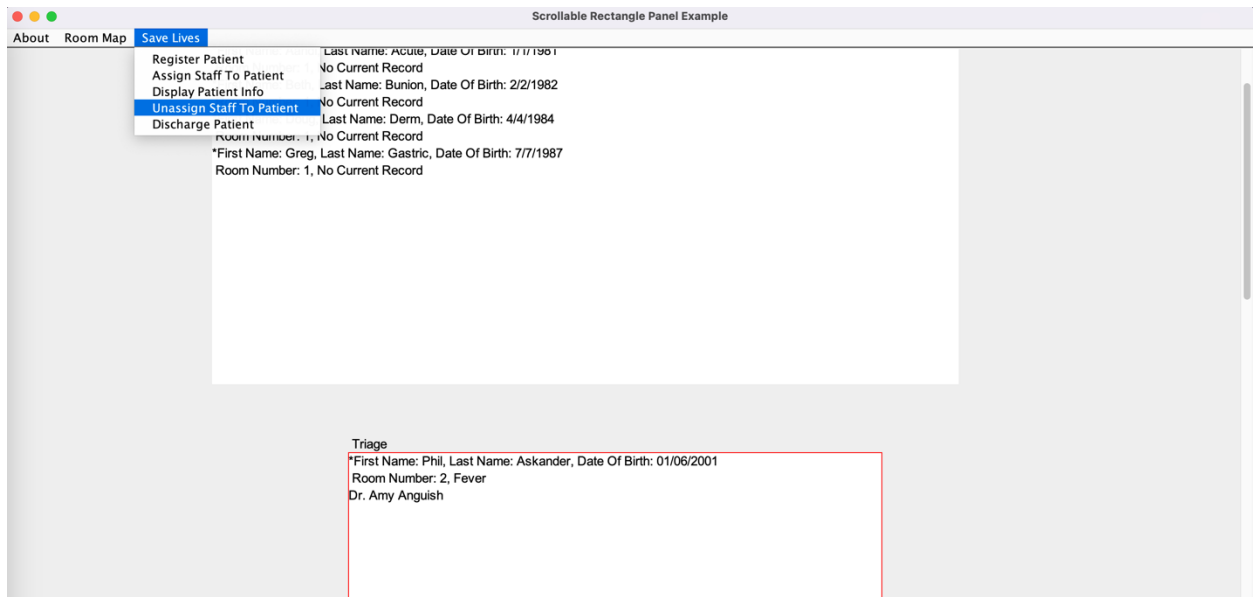 Scrollable Rectangle Panel Example
About Room Map Save Lives
Register Patient
Assign Staff To Patient
Display Patient Info
Unassign Staff To Patient
Discharge Patient
Last Name: Acute, Date Of Birth: 1/1/1981
No Current Record
Last Name: Bunion, Date Of Birth: 2/2/1982
No Current Record
Last Name: Derm, Date Of Birth: 4/4/1984
Room Number: 1, No Current Record
*First Name: Greg, Last Name: Gastric, Date Of Birth: 7/7/1987
Room Number: 1, No Current Record
Triage
*First Name: Phil, Last Name: Askander, Date Of Birth: 01/06/2001
Room Number: 2, Fever
Dr. Amy Anguish